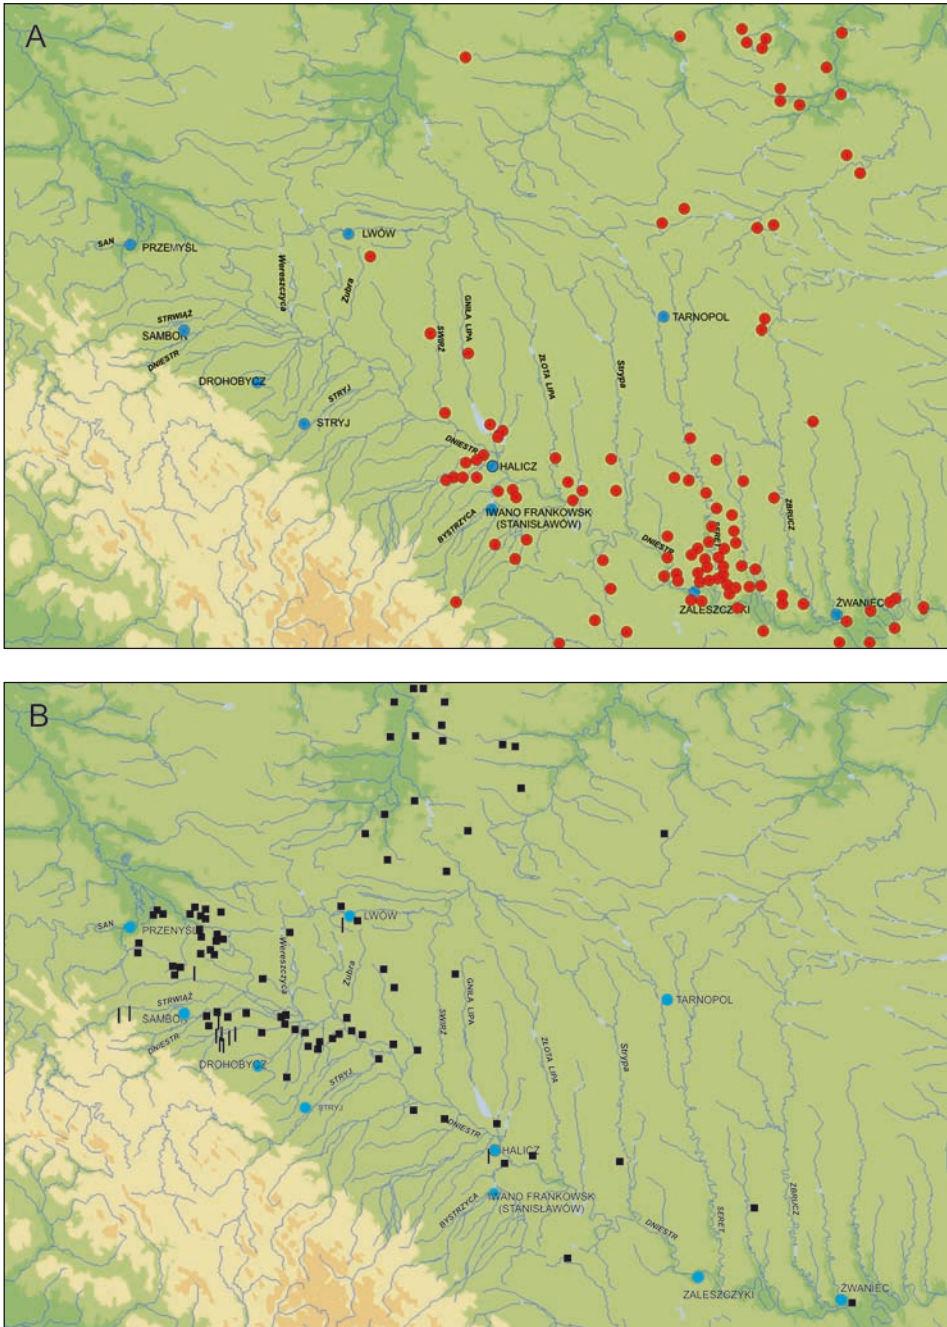 A
SAN
PRZEMYŚL
LWÓW
Wereszczyca
Zubra
STRWIĄŻ
SAMBOR
DNIESTR
DROHOBYCZ
STRYJ
STRYJ
ŚWIRZ
GNIŁA LIPA
ZŁOTA LIPA
Strypa
TARNOPOL
DNIESTR
HALICZ
BYSTRZYCA
IWANO FRANKOWSK
(STANISŁAWÓW)
DNIESTR
SERET
ZBRUCZ
ZALESZCZYKI
ŻWANIEC
B
SAN
PRZEMYŚL
LWÓW
Wereszczyca
Zubra
STRWIĄŻ
SAMBOR
DNIESTR
DROHOBYCZ
STRYJ
STRYJ
ŚWIRZ
GNIŁA LIPA
ZŁOTA LIPA
Strypa
TARNOPOL
DNIESTR
HALICZ
BYSTRZYCA
IWANO FRANKOWSK
(STANISŁAWÓW)
DNIESTR
SERET
ZBRUCZ
ZALESZCZYKI
ŻWANIEC